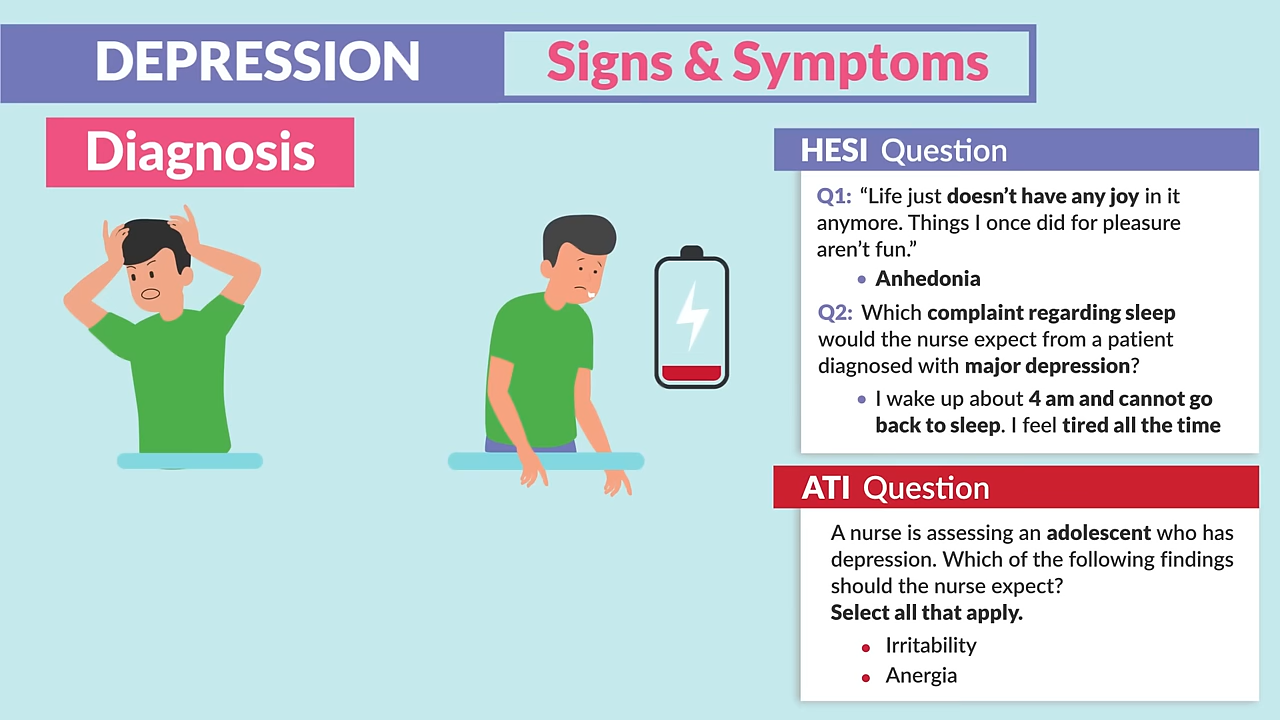 DEPRESSION Signs & Symptoms
Diagnosis
HESI Question
Q1: “Life just doesn’t have any joy in it
anymore. Things I once did for pleasure
aren’t fun.”
• Anhedonia
Q2: Which complaint regarding sleep
would the nurse expect from a patient
diagnosed with major depression?
• I wake up about 4 am and cannot go
back to sleep. I feel tired all the time
ATI Question
A nurse is assessing an adolescent who has
depression. Which of the following findings
should the nurse expect?
Select all that apply.
• Irritability
• Anergia